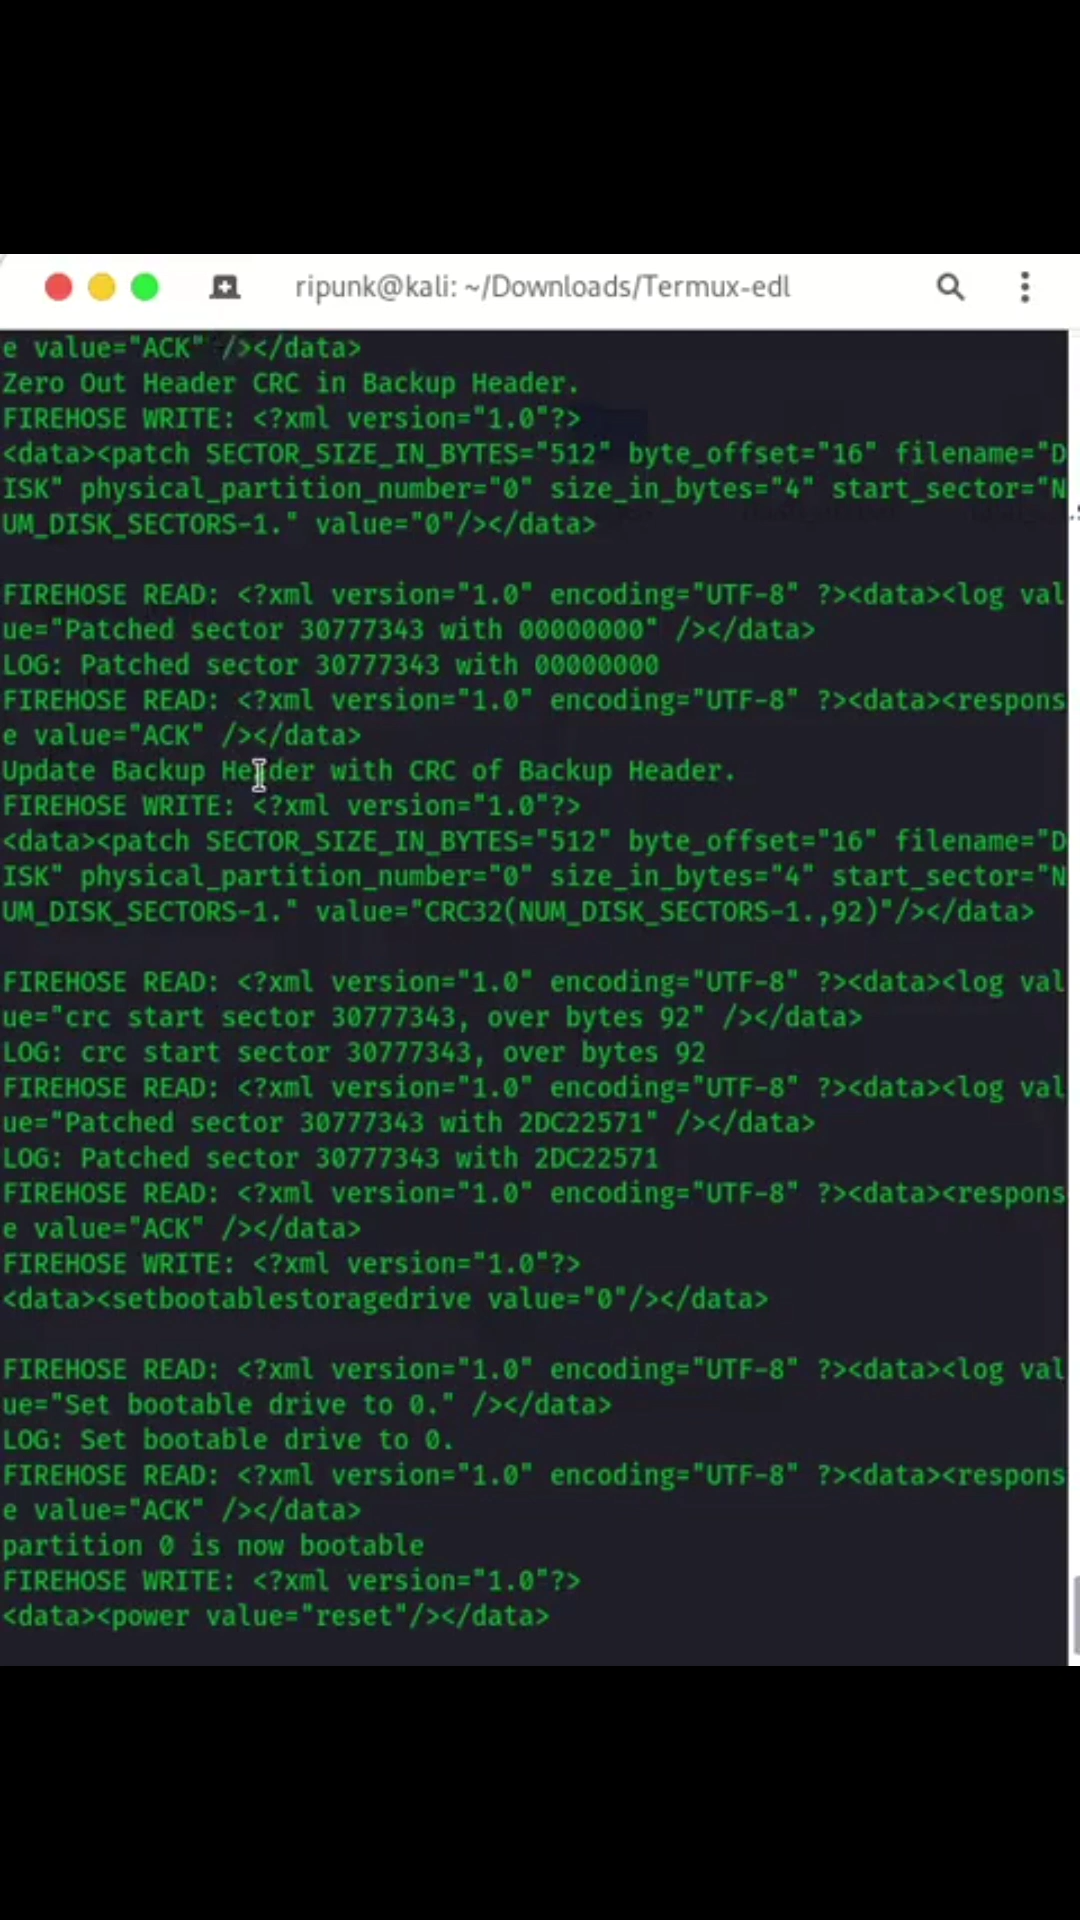 ripunk@kali: ~/Downloads/Termux-edl
e value="ACK" /></data>
Zero Out Header CRC in Backup Header.
FIREHOSE WRITE: <?xml version="1.0"?>
<data><patch SECTOR_SIZE_IN_BYTES="512" byte_offset="16" filename="D
ISK" physical_partition_number="0" size_in_bytes="4" start_sector="N
UM_DISK_SECTORS-1." value="0"/></data>
FIREHOSE READ: <?xml version="1.0" encoding="UTF-8" ?><data><log val
ue="Patched sector 30777343 with 00000000" /></data>
LOG: Patched sector 30777343 with 00000000
FIREHOSE READ: <?xml version="1.0" encoding="UTF-8" ?><data><respons
e value="ACK" /></data>
Update Backup Header with CRC of Backup Header.
FIREHOSE WRITE: <?xml version="1.0"?>
<data><patch SECTOR_SIZE_IN_BYTES="512" byte_offset="16" filename="D
ISK" physical_partition_number="0" size_in_bytes="4" start_sector="N
UM_DISK_SECTORS-1." value="CRC32(NUM_DISK_SECTORS-1.,92)"/></data>
FIREHOSE READ: <?xml version="1.0" encoding="UTF-8" ?><data><log val
ue="crc start sector 30777343, over bytes 92" /></data>
LOG: crc start sector 30777343, over bytes 92
FIREHOSE READ: <?xml version="1.0" encoding="UTF-8" ?><data><log val
ue="Patched sector 30777343 with 2DC22571" /></data>
LOG: Patched sector 30777343 with 2DC22571
FIREHOSE READ: <?xml version="1.0" encoding="UTF-8" ?><data><respons
e value="ACK" /></data>
FIREHOSE WRITE: <?xml version="1.0"?>
<data><setbootablestoragedrive value="0"/></data>
FIREHOSE READ: <?xml version="1.0" encoding="UTF-8" ?><data><log val
ue="Set bootable drive to 0." /></data>
LOG: Set bootable drive to 0.
FIREHOSE READ: <?xml version="1.0" encoding="UTF-8" ?><data><respons
e value="ACK" /></data>
partition 0 is now bootable
FIREHOSE WRITE: <?xml version="1.0"?>
<data><power value="reset"/></data>